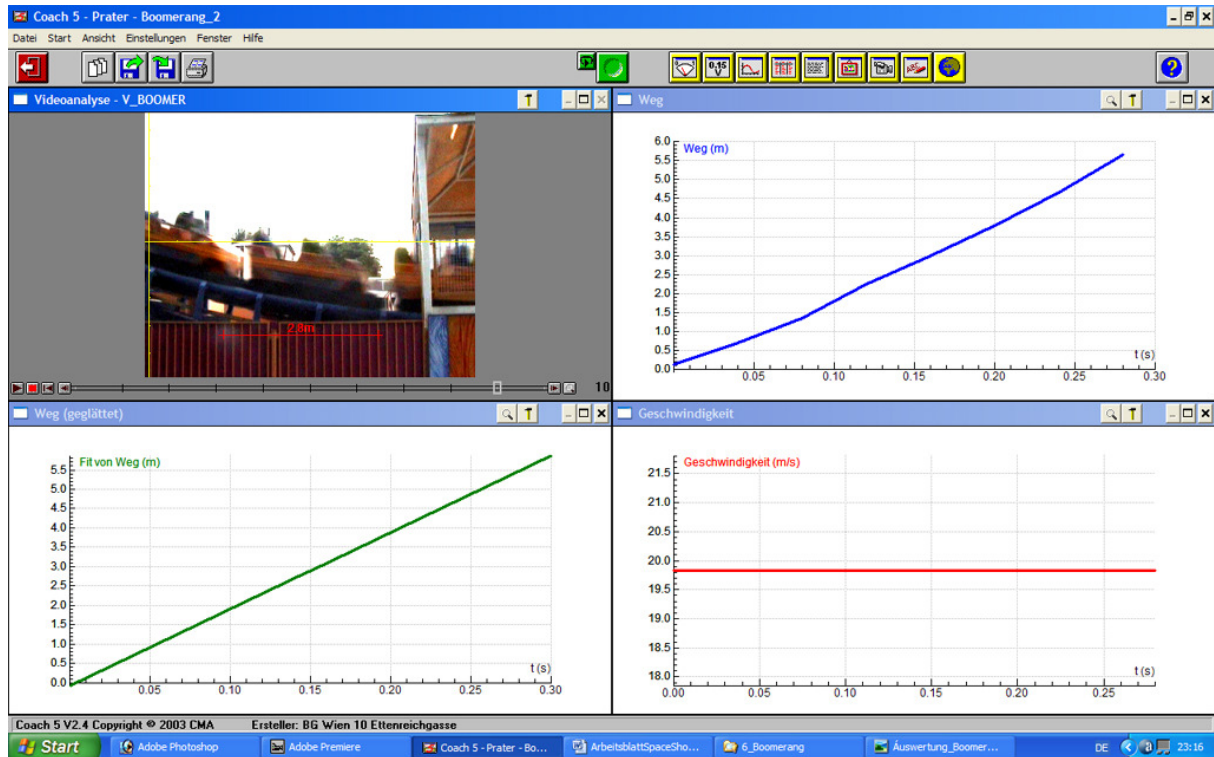 Coach 5 - Prater - Boomerang_2
Datei Start Ansicht Einstellungen Fenster Hilfe
0,15
V
Videoanalyse - V_BOOMER
2,8m
10
Weg
Weg (m)
6.0
5.5
5.0
4.5
4.0
3.5
3.0
2.5
2.0
1.5
1.0
0.5
0.0
t (s)
0.05 0.10 0.15 0.20 0.25 0.30
Weg (geglättet)
Fit von Weg (m)
5.5
5.0
4.5
4.0
3.5
3.0
2.5
2.0
1.5
1.0
0.5
0.0
t (s)
0.05 0.10 0.15 0.20 0.25 0.30
Geschwindigkeit
Geschwindigkeit (m/s)
21.5
21.0
20.5
20.0
19.5
19.0
18.5
18.0
t (s)
0.00 0.05 0.10 0.15 0.20 0.25
Coach 5 V2.4 Copyright © 2003 CMA Ersteller: BG Wien 10 Ettenreichgasse
Start Adobe Photoshop Adobe Premiere Coach 5 - Prater - Bo... ArbeitsblattSpaceSho... 6_Boomerang Auswertung_Boomer... DE 23:16